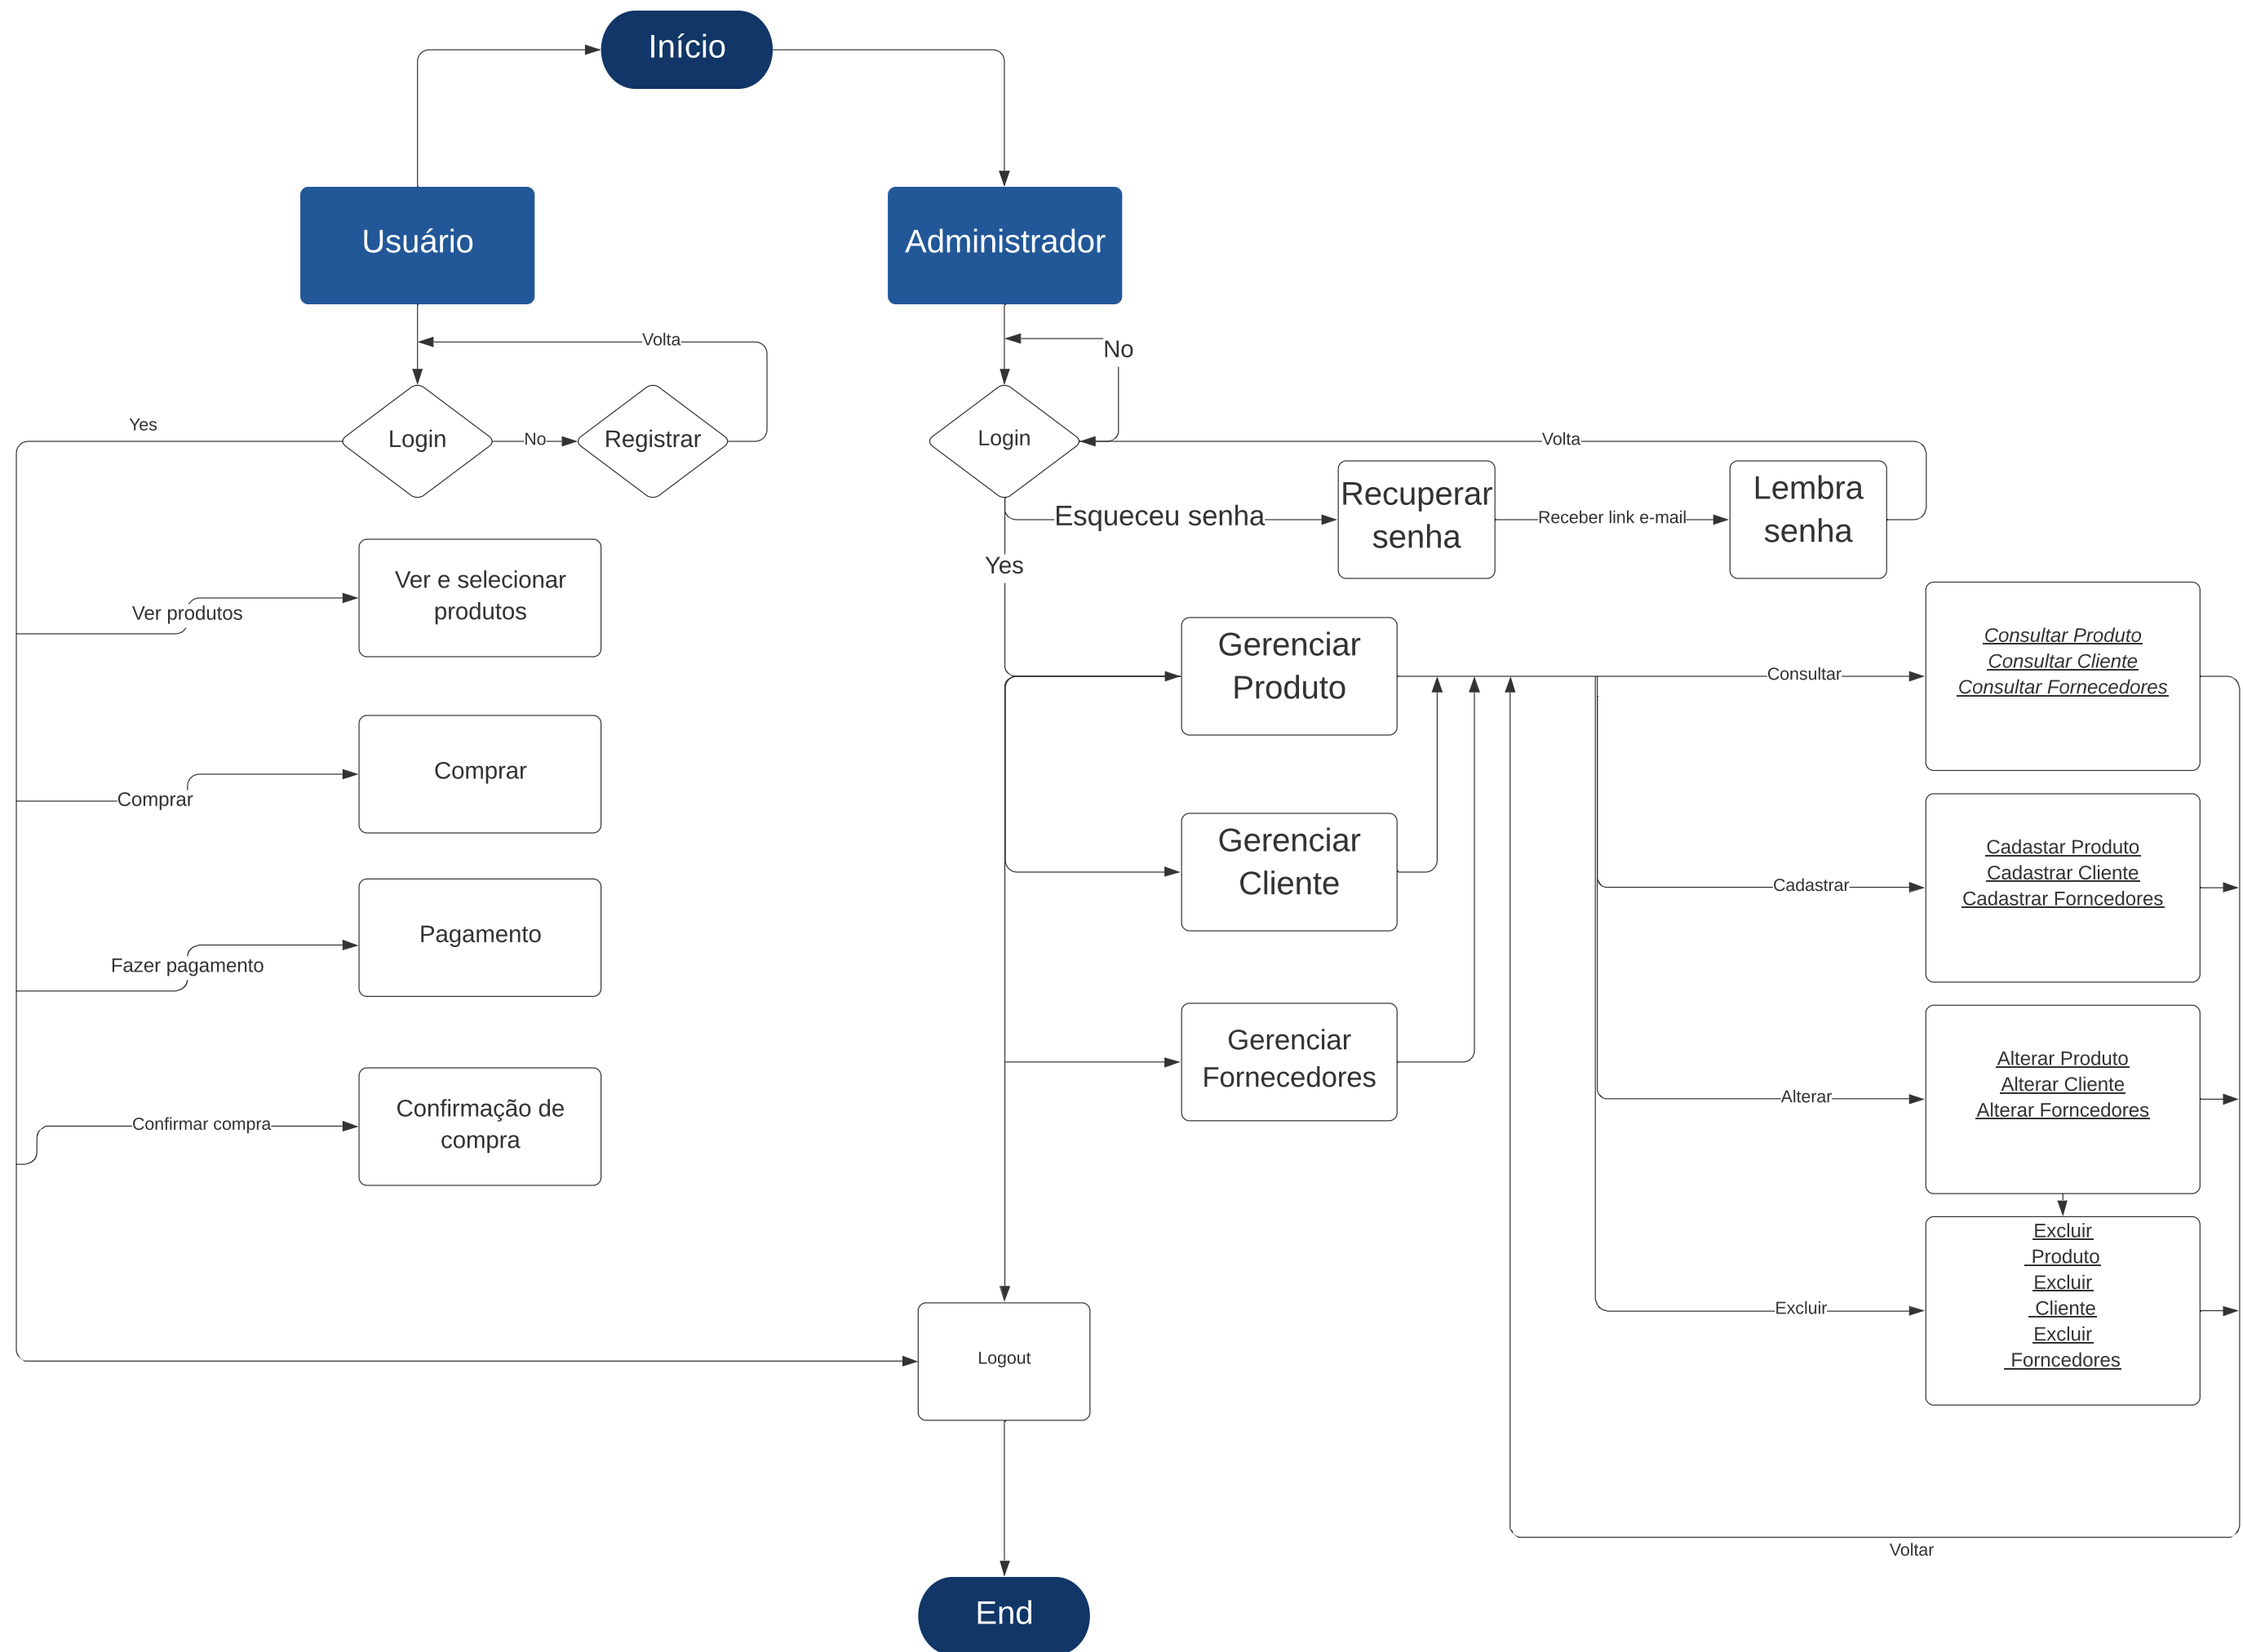 Início
Usuário
Administrador
Volta
No
Yes
Login
No
Registrar
Login
Volta
Esqueceu senha
Recuperar
senha
Receber link e-mail
Lembra
senha
Yes
Ver produtos
Ver e selecionar
produtos
Gerenciar
Produto
Consultar
Consultar Produto
Consultar Cliente
Consultar Fornecedores
Comprar
Comprar
Gerenciar
Cliente
Cadastrar
Cadastar Produto
Cadastrar Cliente
Cadastrar Forncedores
Fazer pagamento
Pagamento
Gerenciar
Fornecedores
Alterar
Alterar Produto
Alterar Cliente
Alterar Forncedores
Confirmar compra
Confirmação de
compra
Excluir
Excluir
Produto
Excluir
Cliente
Excluir
Forncedores
Logout
Voltar
End